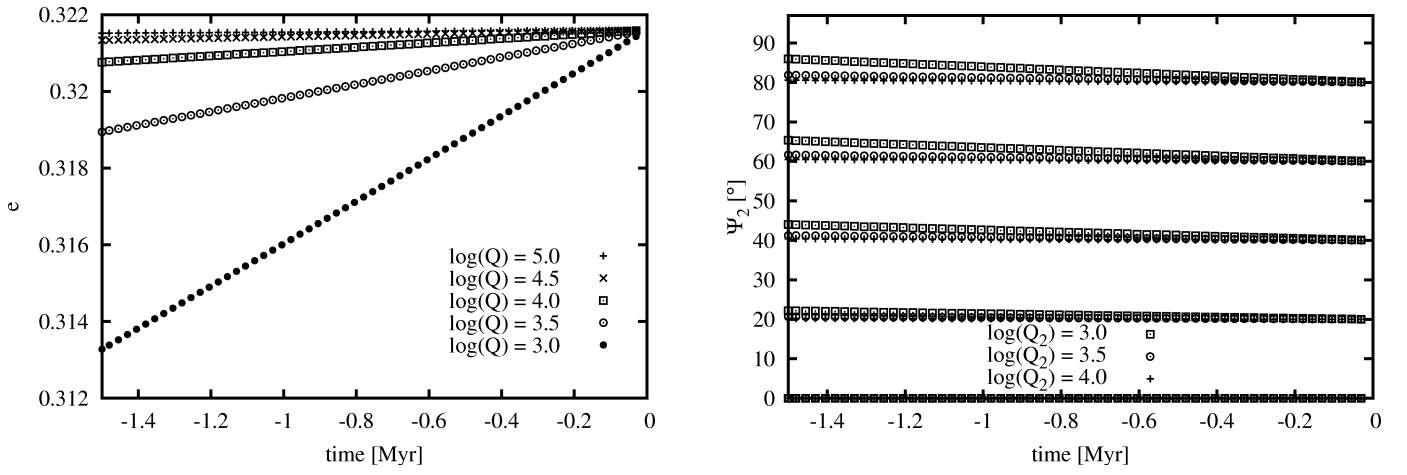 0.322
0.32
0.318
0.316
0.314
0.312
e
log(Q) = 5.0
log(Q) = 4.5
log(Q) = 4.0
log(Q) = 3.5
log(Q) = 3.0
-1.4 -1.2 -1 -0.8 -0.6 -0.4 -0.2 0
time [Myr]
90
80
70
60
50
40
30
20
10
0
Ψ2 [°]
log(Q2) = 3.0
log(Q2) = 3.5
log(Q2) = 4.0
-1.4 -1.2 -1 -0.8 -0.6 -0.4 -0.2 0
time [Myr]